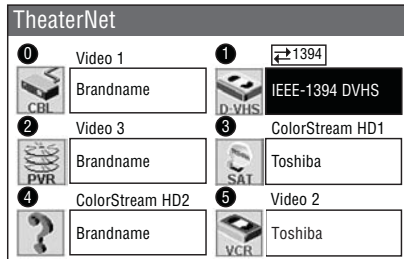 TheaterNet
0 Video 1
CBL Brandname
1 ⇄1394
D-VHS IEEE-1394 DVHS
2 Video 3
PVR Brandname
3 ColorStream HD1
SAT Toshiba
4 ColorStream HD2
? Brandname
5 Video 2
VCR Toshiba